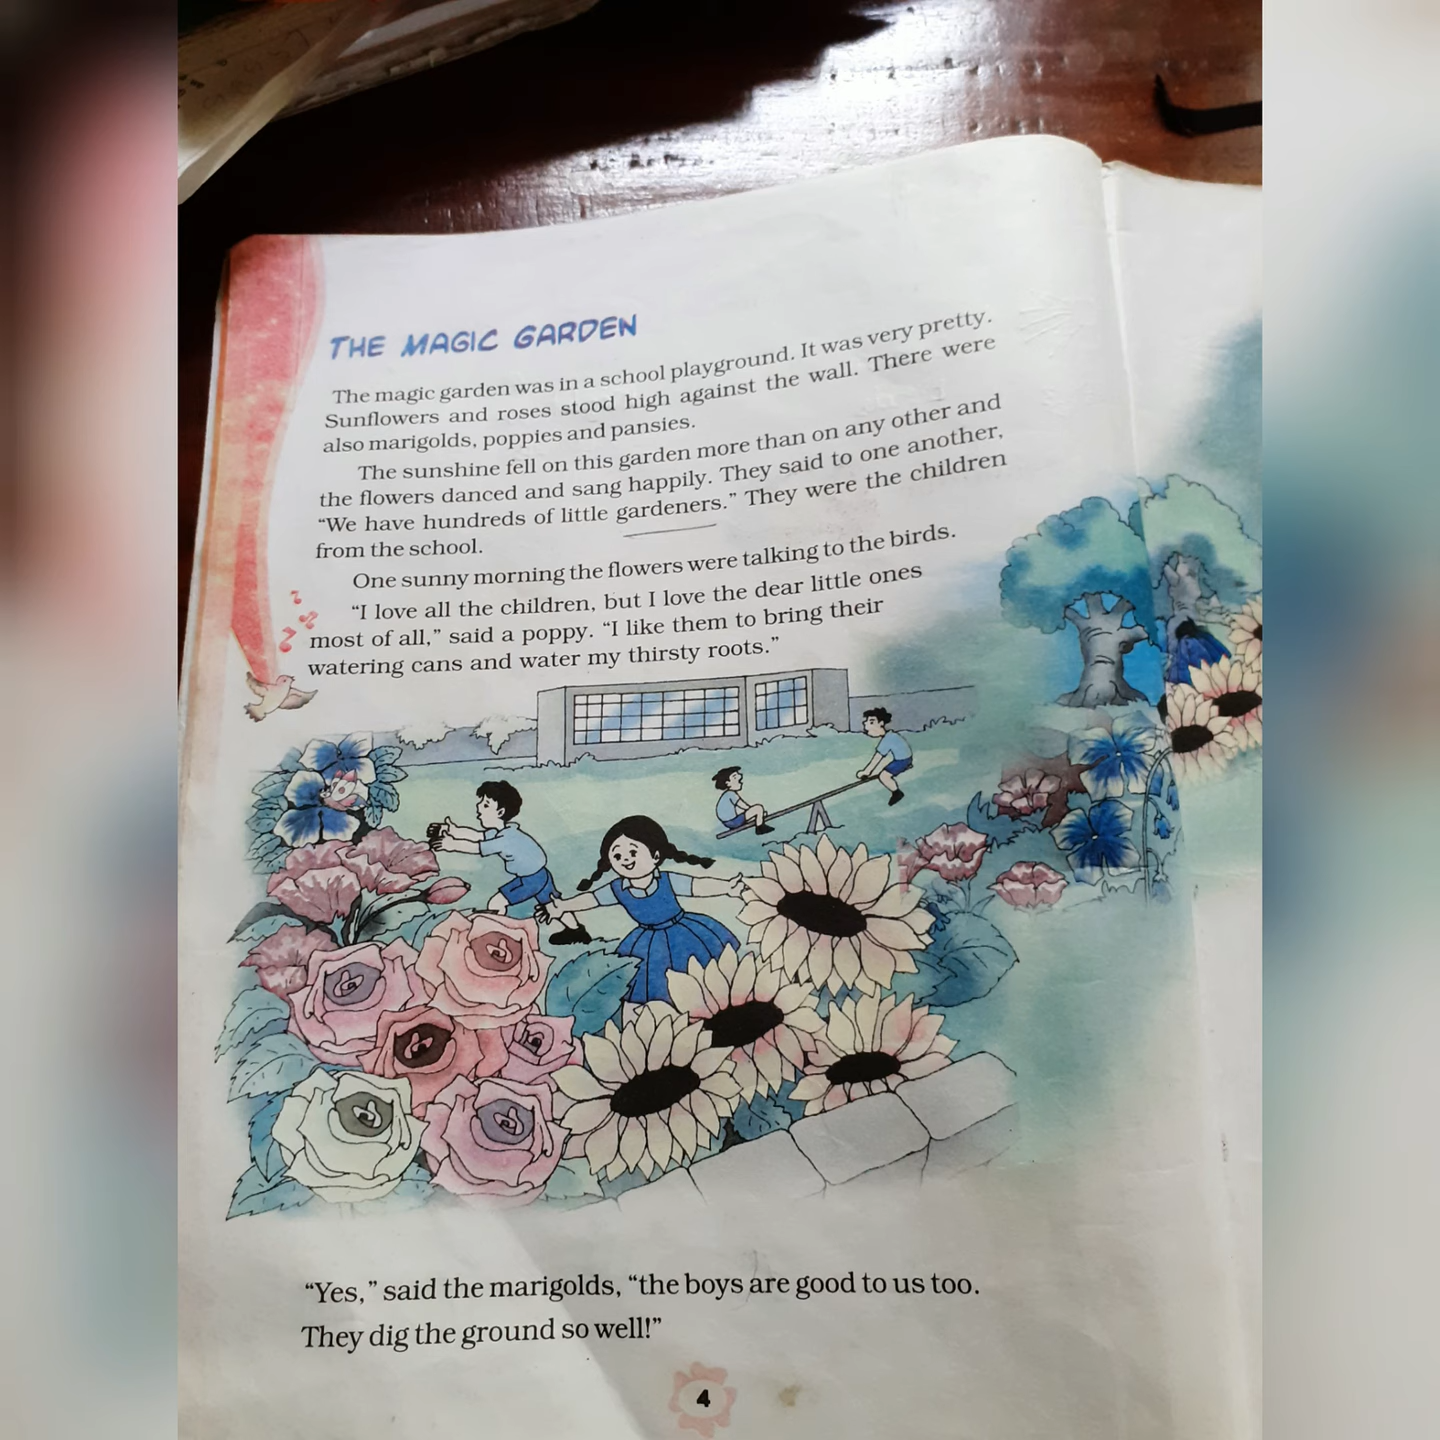 THE MAGIC GARDEN
The magic garden was in a school playground. It was very pretty.
Sunflowers and roses stood high against the wall. There were
also marigolds, poppies and pansies.
The sunshine fell on this garden more than on any other and
the flowers danced and sang happily. They said to one another,
“We have hundreds of little gardeners.” They were the children
from the school.
One sunny morning the flowers were talking to the birds.
“I love all the children, but I love the dear little ones
most of all,” said a poppy. “I like them to bring their
watering cans and water my thirsty roots.”
“Yes,” said the marigolds, “the boys are good to us too.
They dig the ground so well!”
4